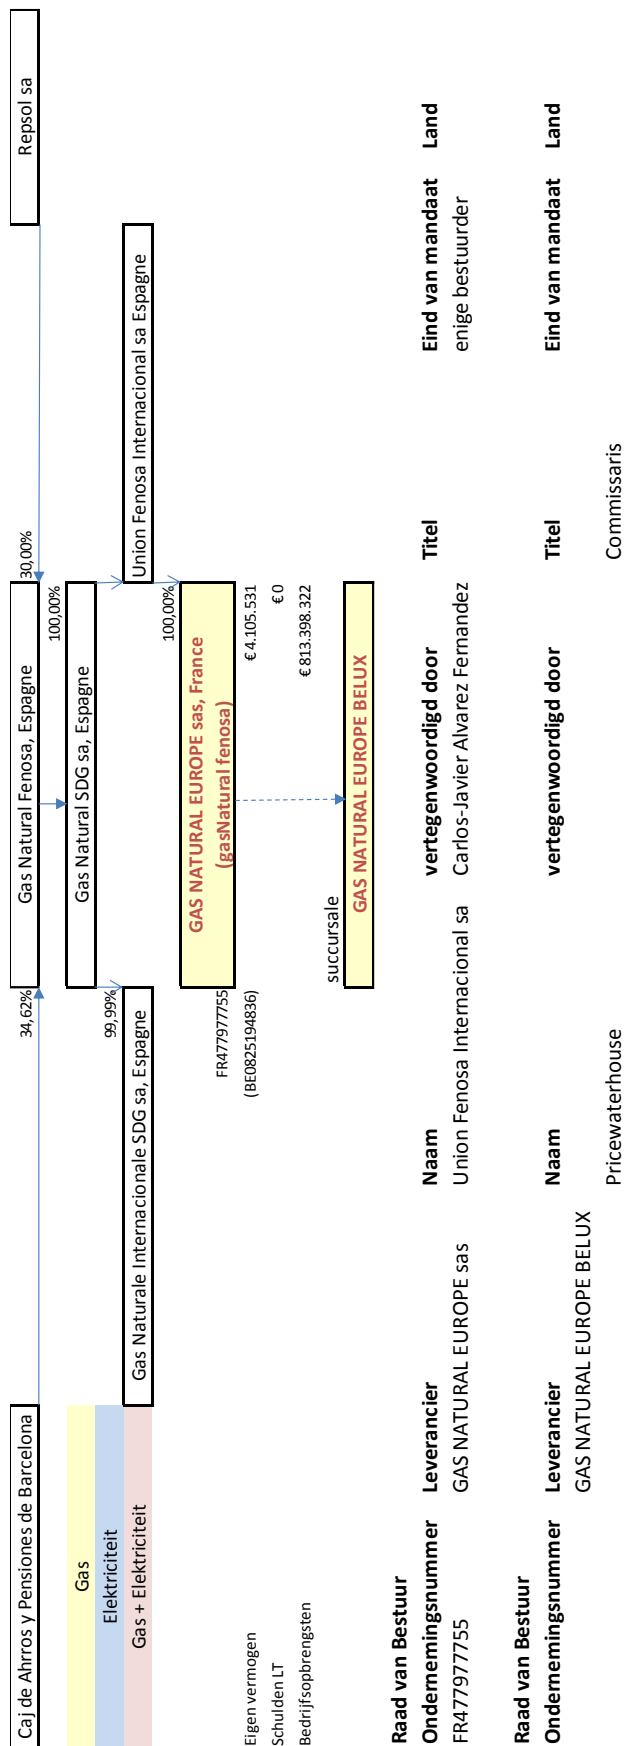 Caj de Ahrros y Pensiones de Barcelona
34,62%
Gas Natural Fenosa, Espagne
30,00%
Repsol sa
Gas
Gas Natural SDG sa, Espagne
100,00%
Elektriciteit
99,99%
Gas + Elektriciteit
Gas Naturale Internacionale SDG sa, Espagne
Union Fenosa Internacional sa Espagne
100,00%
FR477977755
GAS NATURAL EUROPE sas, France
(gasNatural fenosa)
(BE0825194836)
Eigen vermogen
€ 4.105.531
Schulden LT
€ 0
Bedrijfsopbrengsten
€ 813.398.322
succursale
GAS NATURAL EUROPE BELUX
Raad van Bestuur
Ondernemingsnummer Leverancier Naam vertegenwoordigd door Titel Eind van mandaat Land
FR477977755 GAS NATURAL EUROPE sas Union Fenosa Internacional sa Carlos-Javier Alvarez Fernandez enige bestuurder
Raad van Bestuur
Ondernemingsnummer Leverancier Naam vertegenwoordigd door Titel Eind van mandaat Land
GAS NATURAL EUROPE BELUX
Pricewaterhouse Commissaris